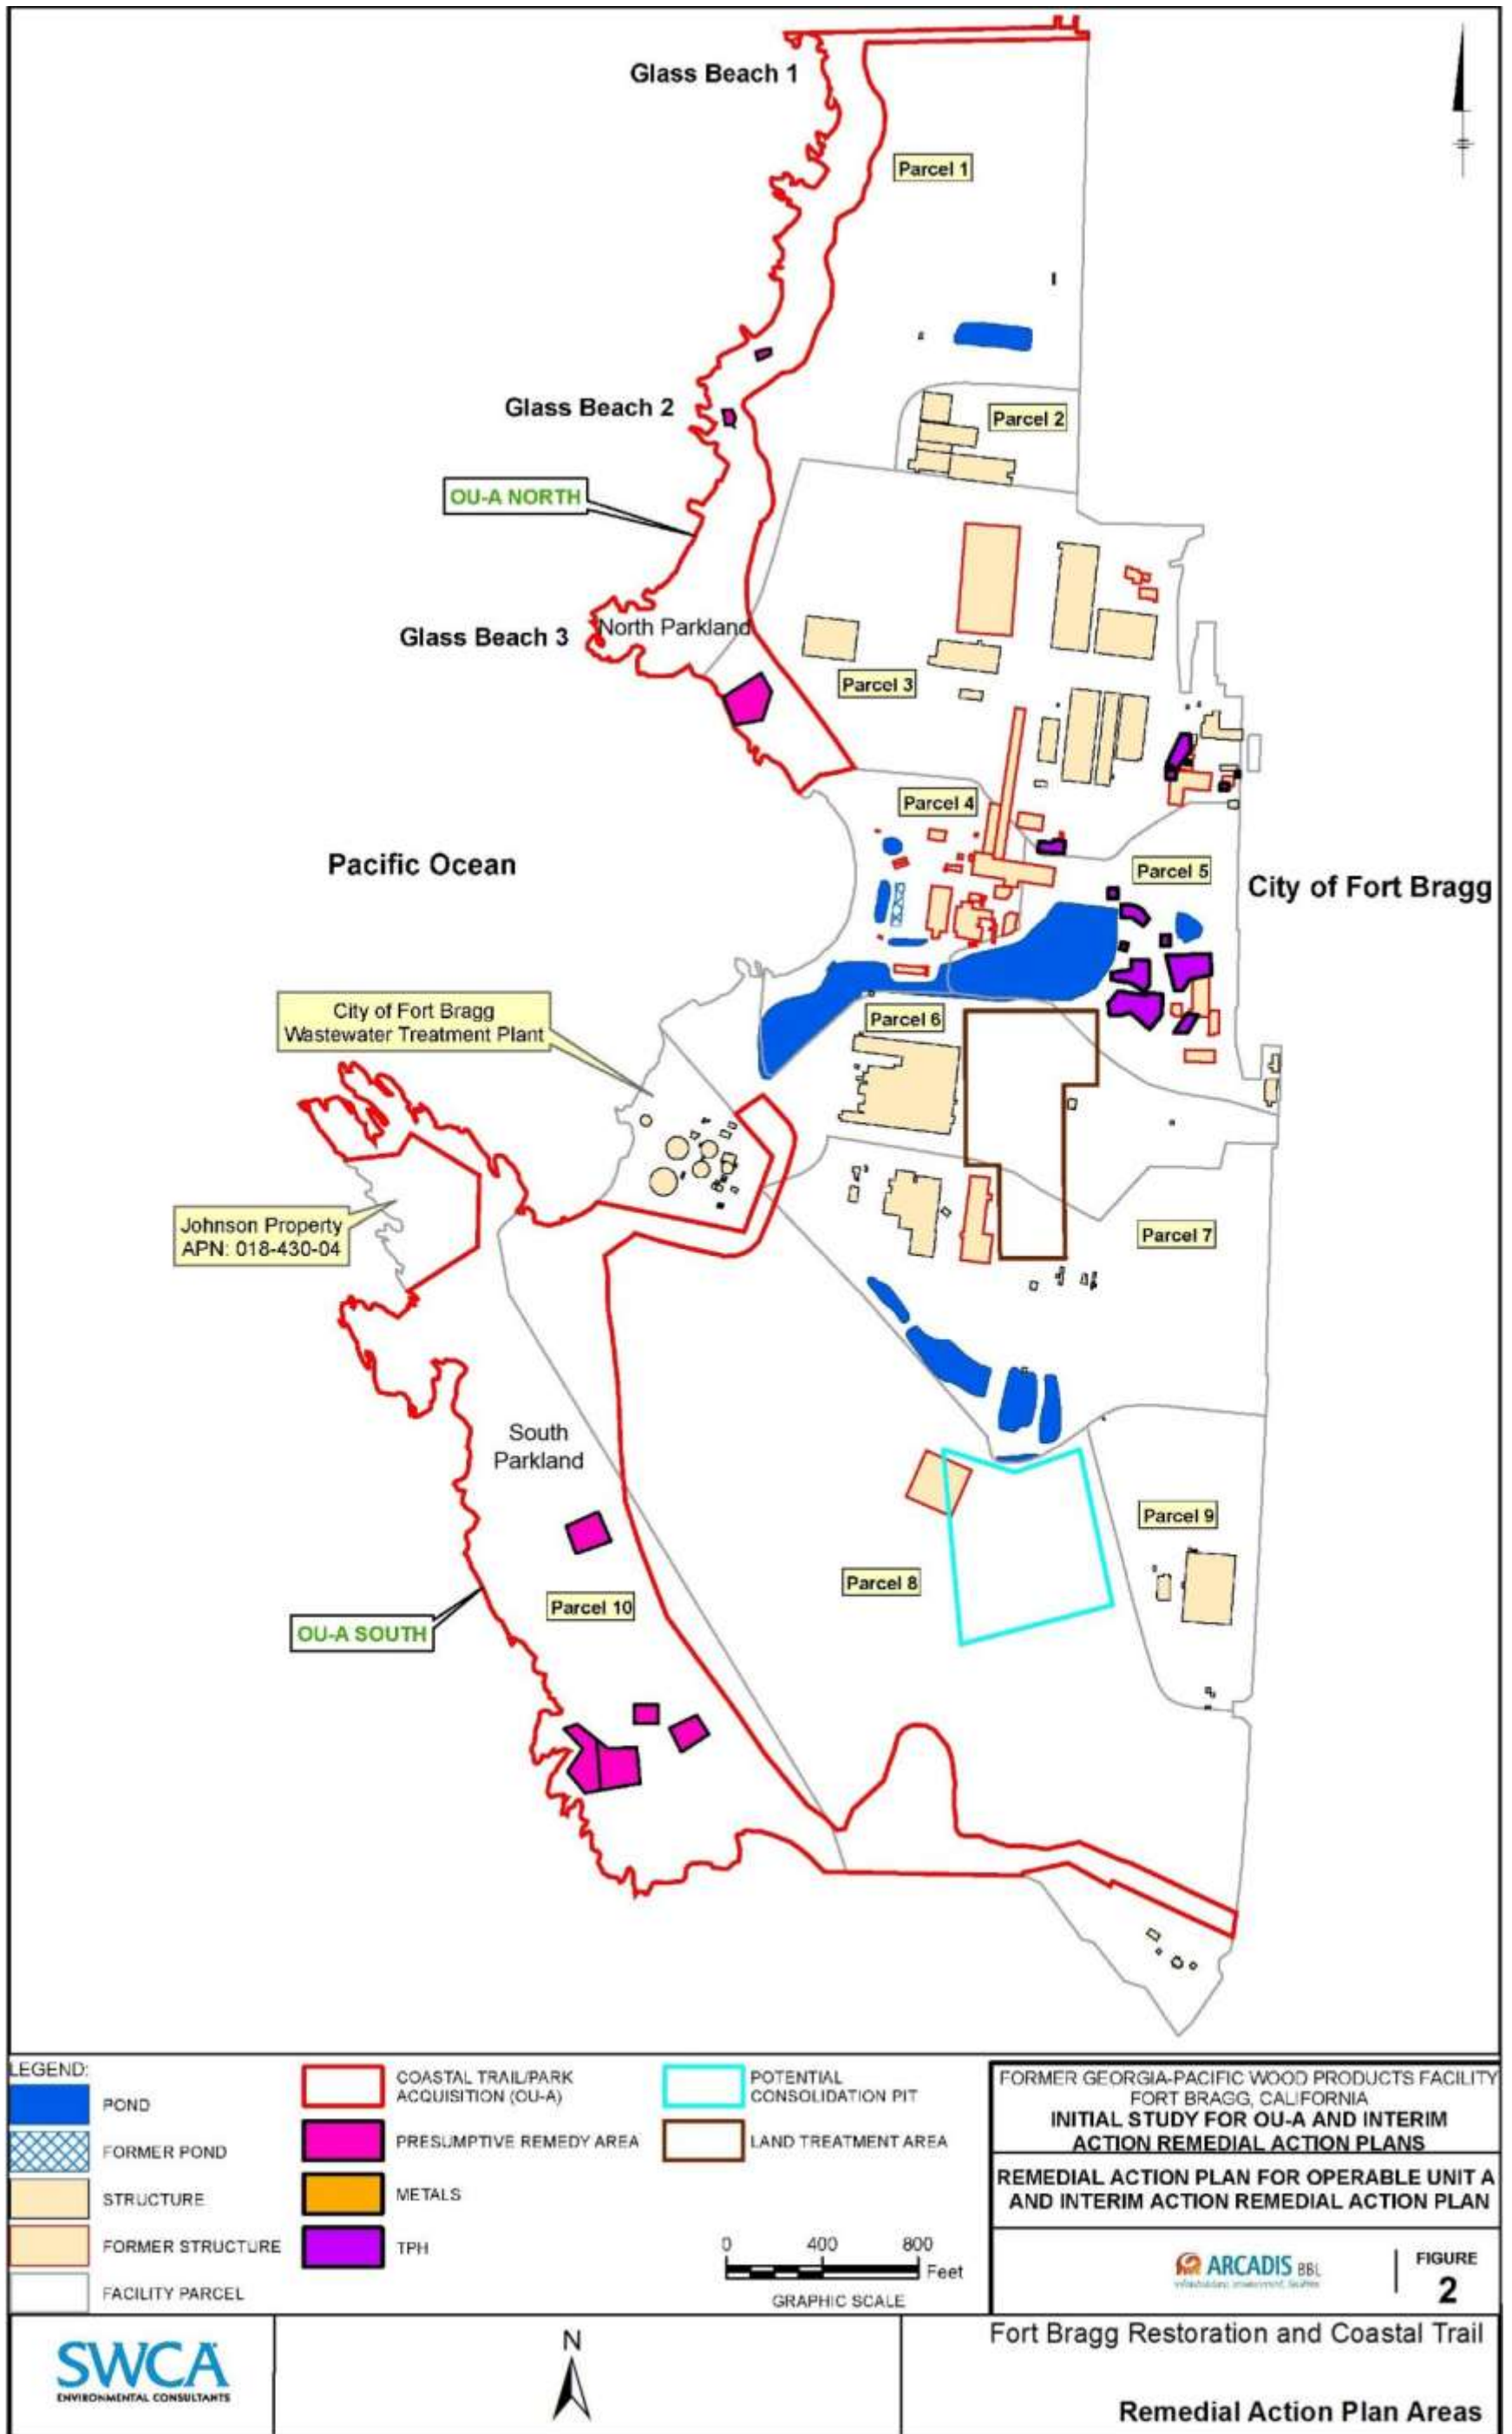 Glass Beach 1
Parcel 1
Glass Beach 2
Parcel 2
OU-A NORTH
Glass Beach 3
North Parkland
Parcel 3
Parcel 4
Pacific Ocean
Parcel 5
City of Fort Bragg
City of Fort Bragg
Wastewater Treatment Plant
Parcel 6
Johnson Property
APN: 018-430-04
Parcel 7
South
Parkland
Parcel 9
Parcel 8
Parcel 10
OU-A SOUTH
LEGEND:
POND
FORMER POND
STRUCTURE
FORMER STRUCTURE
FACILITY PARCEL
COASTAL TRAIL/PARK
ACQUISITION (OU-A)
PRESUMPTIVE REMEDY AREA
METALS
TPH
POTENTIAL
CONSOLIDATION PIT
LAND TREATMENT AREA
0 400 800
Feet
GRAPHIC SCALE
FORMER GEORGIA-PACIFIC WOOD PRODUCTS FACILITY
FORT BRAGG, CALIFORNIA
INITIAL STUDY FOR OU-A AND INTERIM
ACTION REMEDIAL ACTION PLANS
REMEDIAL ACTION PLAN FOR OPERABLE UNIT A
AND INTERIM ACTION REMEDIAL ACTION PLAN
ARCADIS BBL
FIGURE
2
SWCA
ENVIRONMENTAL CONSULTANTS
N
Fort Bragg Restoration and Coastal Trail
Remedial Action Plan Areas